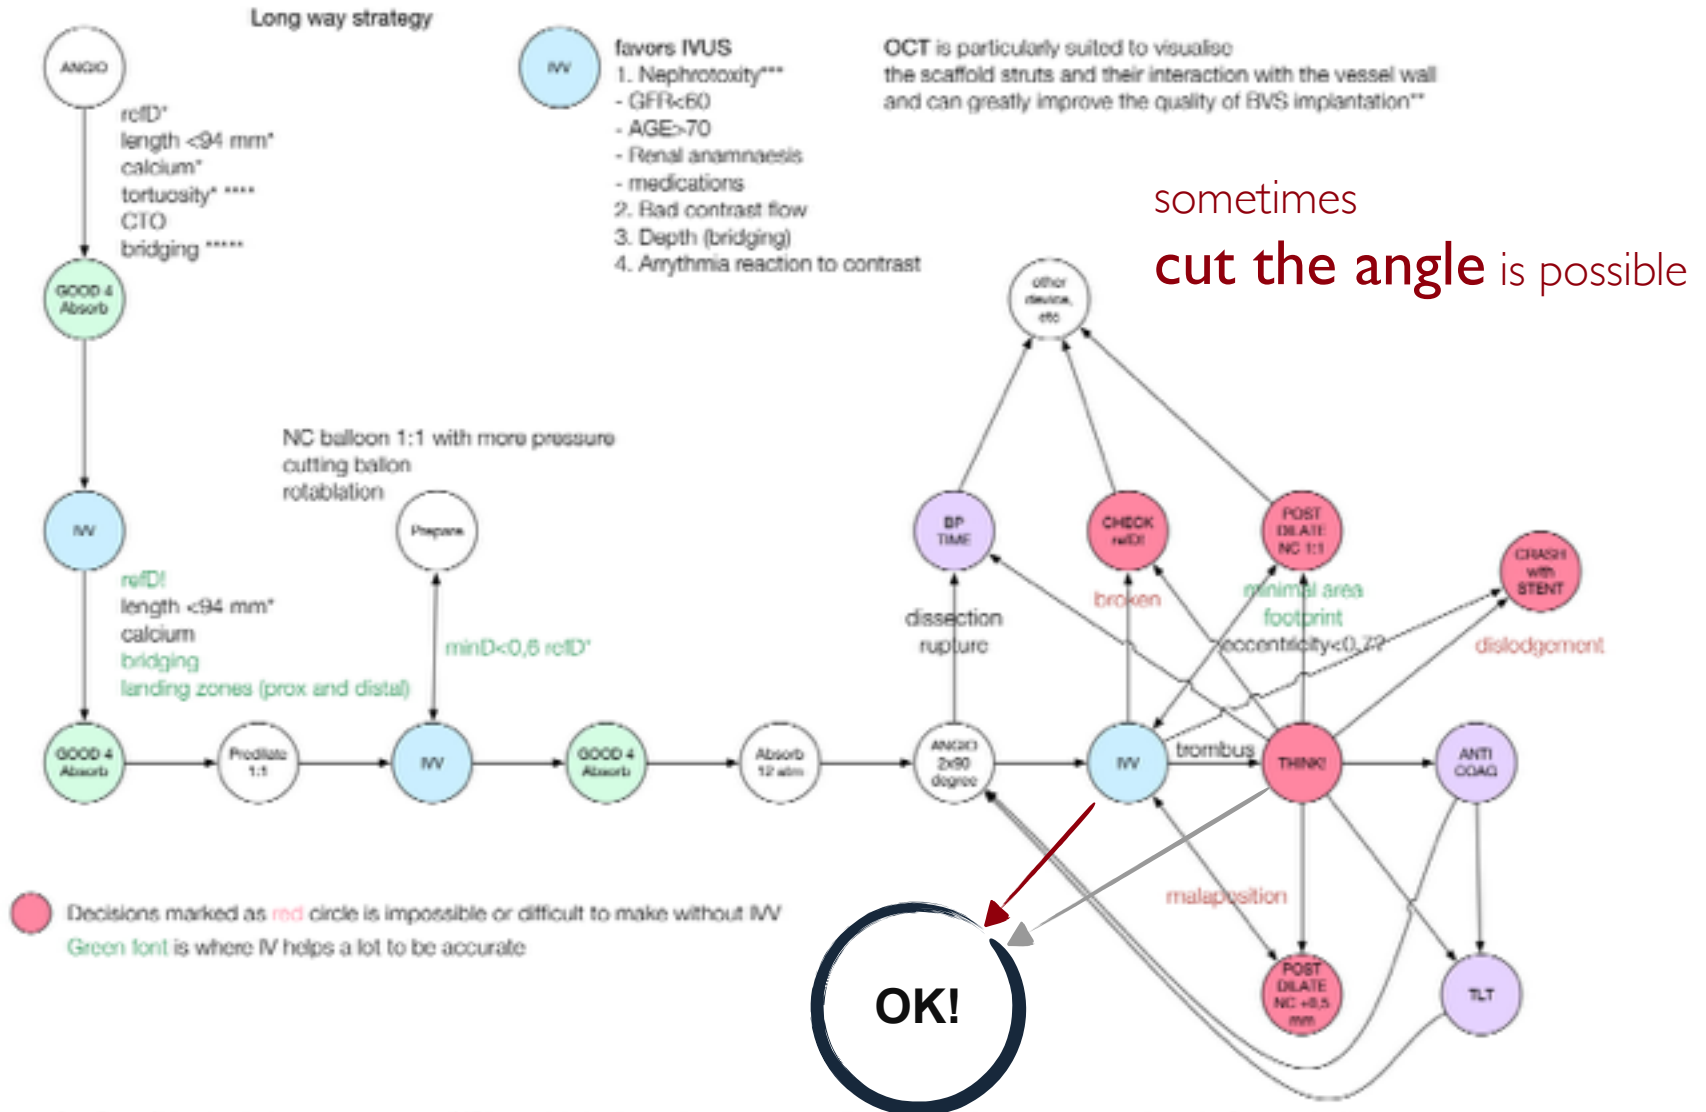 Long way strategy
ANGIO
refD*
length <94 mm*
calcium*
tortuosity* ****
CTO
bridging *****
GOOD 4
Absorb
IVV
favors IVUS
1. Nephrotoxity***
- GFR<60
- AGE>70
- Renal anamnaesis
- medications
2. Bad contrast flow
3. Depth (bridging)
4. Arrythmia reaction to contrast
OCT is particularly suited to visualise
the scaffold struts and their interaction with the vessel wall
and can greatly improve the quality of BVS implantation**
sometimes
cut the angle is possible
other
device,
etc
NC balloon 1:1 with more pressure
cutting ballon
rotablation
IVV
Prepare
BP
TIME
CHECK
refD!
POST
DILATE
NC 1:1
CRASH
with
STENT
refD!
length <94 mm*
calcium
bridging
landing zones (prox and distal)
minD<0,6 refD*
dissection
rupture
broken
minimal area
footprint
eccentricity<0,7?
dislodgement
GOOD 4
Absorb
Predilate
1:1
IVV
GOOD 4
Absorb
Absorb
12 atm
ANGIO
2x90
degree
IVV
trombus
THINK!
ANTI
COAG
malaposition
Decisions marked as red circle is impossible or difficult to make without IVV
Green font is where IV helps a lot to be accurate
OK!
POST
DILATE
NC +0,5
mm
TLT